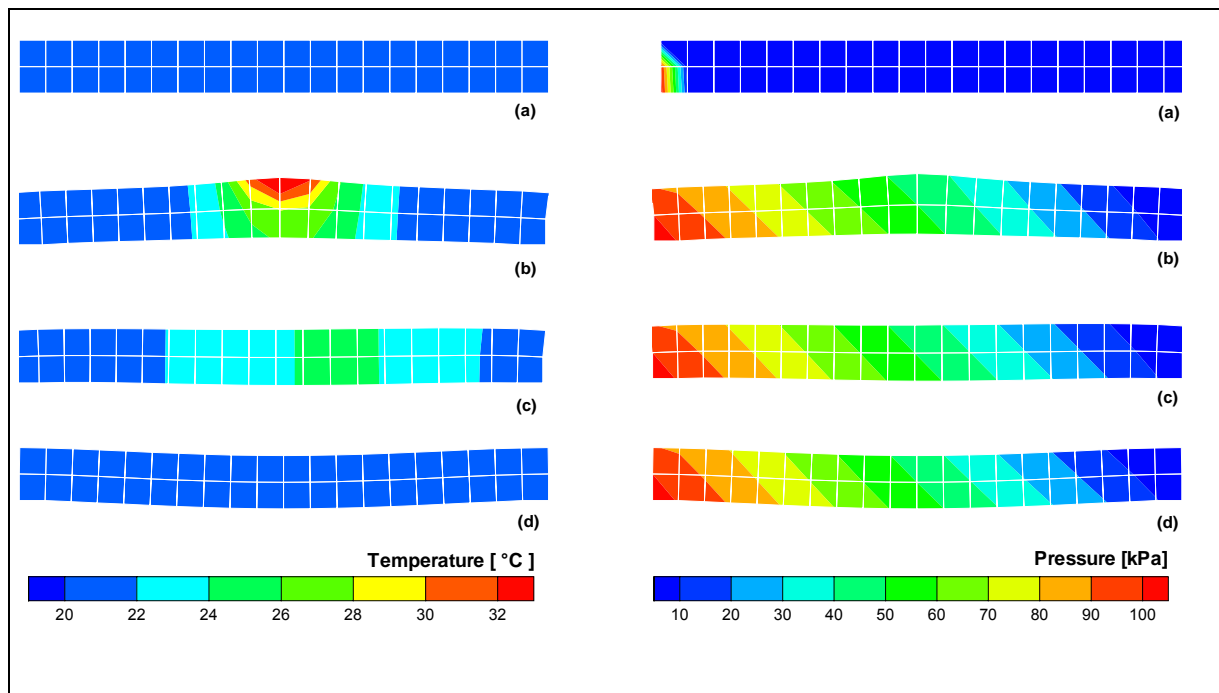 (a)
(b)
(c)
(d)
Temperature [ °C ]
20 22 24 26 28 30 32
(a)
(b)
(c)
(d)
Pressure [kPa]
10 20 30 40 50 60 70 80 90 100